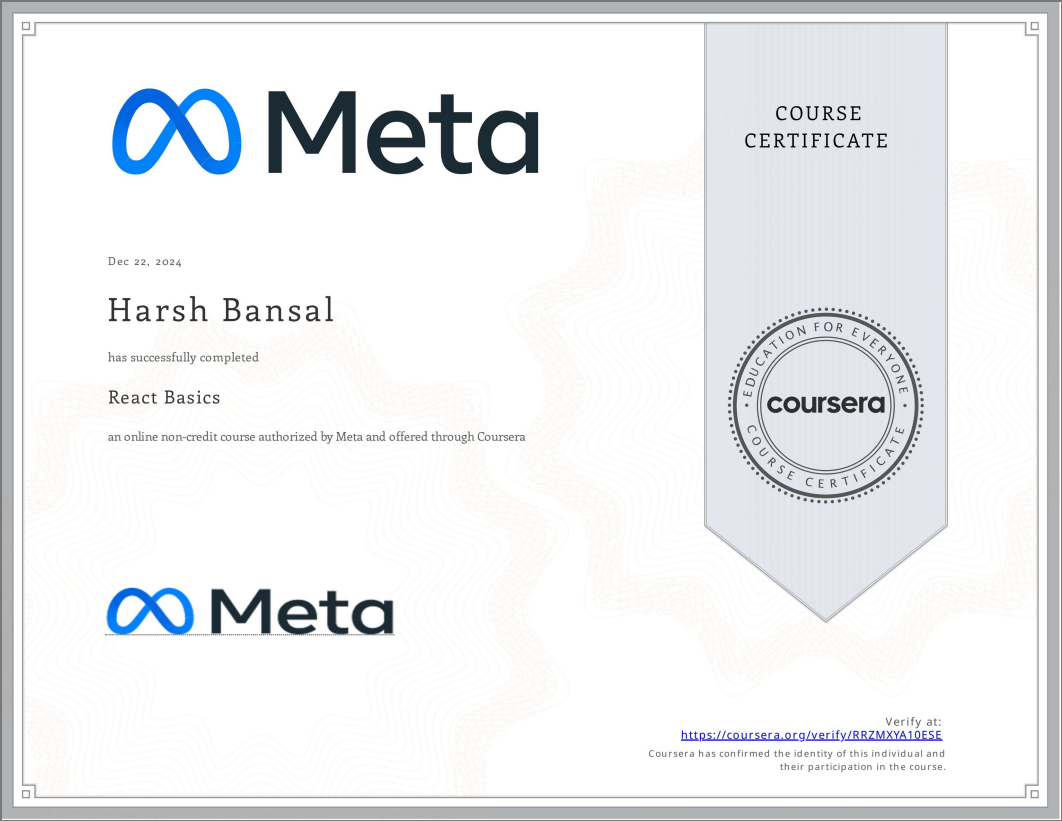 Meta
COURSE
CERTIFICATE
Dec 22, 2024
Harsh Bansal
has successfully completed
React Basics
an online non-credit course authorized by Meta and offered through Coursera
EDUCATION FOR EVERYONE
coursera
COURSE CERTIFICATE
Meta
Verify at:
https://coursera.org/verify/RRZMXYA10ESE
Coursera has confirmed the identity of this individual and
their participation in the course.